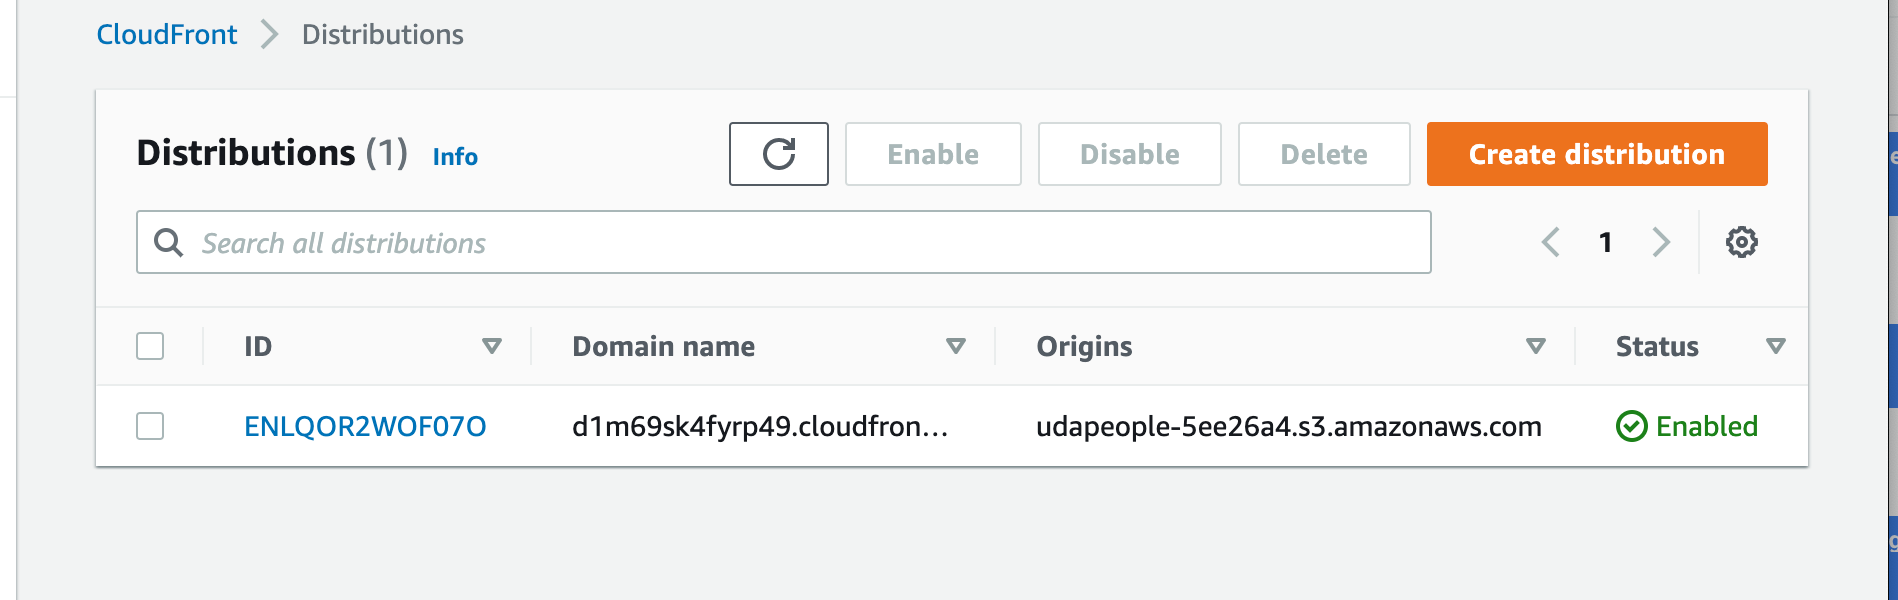 CloudFront Distributions
Distributions (1) Info Enable Disable Delete Create distribution
Search all distributions 1
ID Domain name Origins Status
ENLQOR2WOF07O d1m69sk4fyrp49.cloudfron... udapeople-5ee26a4.s3.amazonaws.com Enabled